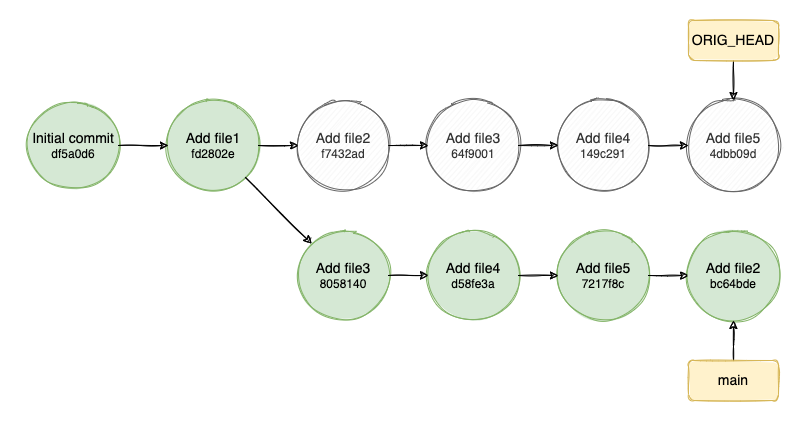 ORIG_HEAD
Initial commit
df5a0d6
Add file1
fd2802e
Add file2
f7432ad
Add file3
64f9001
Add file4
149c291
Add file5
4dbb09d
Add file3
8058140
Add file4
d58fe3a
Add file5
7217f8c
Add file2
bc64bde
main